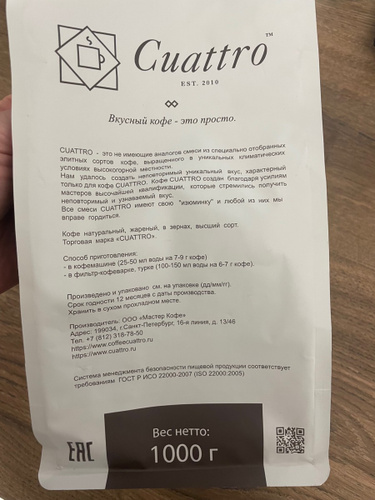 Cuattro™
EST. 2010
Вкусный кофе - это просто.
CUATTRO - это не имеющие аналогов смеси из специально отобранных
элитных сортов кофе, выращенного в уникальных климатических
условиях высокогорной местности.
Нам удалось создать неповторимый уникальный вкус, характерный
только для кофе CUATTRO. Кофе CUATTRO создан благодаря усилиям
мастеров высочайшей квалификации, которые стремились получить
неповторимый и узнаваемый вкус.
Все смеси CUATTRO имеют свою "изюминку" и любой из них мы
вправе гордиться.
Кофе натуральный, жареный, в зернах, высший сорт.
Торговая марка «CUATTRO».
Способ приготовления:
- в кофемашине (25-50 мл воды на 7-9 г кофе)
- в фильтр-кофеварке, турке (100-150 мл воды на 6-7 г кофе).
Произведено и упаковано см. на упаковке (дд/мм/гг).
Срок годности 12 месяцев с даты производства.
Хранить в сухом прохладном месте.
Производитель: ООО «Мастер Кофе»
Адрес: 199034, г.Санкт-Петербург, 16-я линия, д. 13/46
Тел. +7 (812) 318-78-50
https://www.coffeecuattro.ru
https://www.cuattro.ru
Система менеджмента безопасности пищевой продукции соответствует
требованиям ГОСТ Р ИСО 22000-2007 (ISO 22000:2005)
EAC
Вес нетто:
1000 г